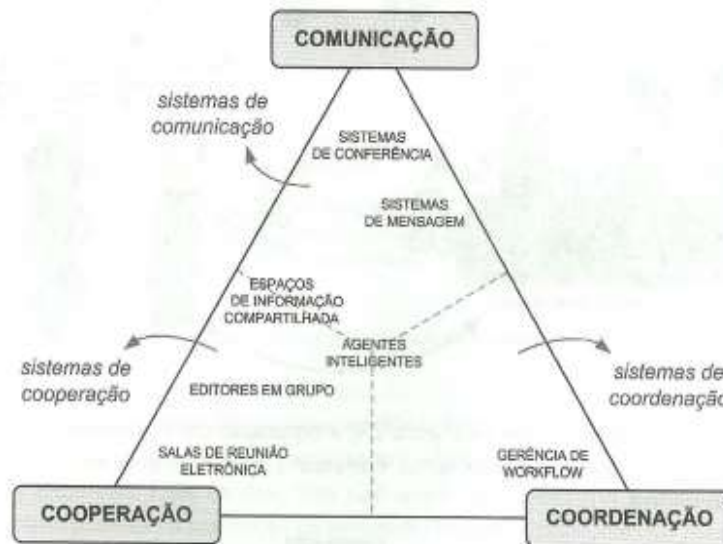 COMUNICAÇÃO
sistemas de
comunicação
SISTEMAS
DE CONFERÊNCIA
SISTEMAS
DE MENSAGEM
ESPAÇOS
DE INFORMAÇÃO
COMPARTILHADA
AGENTES
INTELIGENTES
sistemas de
cooperação
sistemas de
coordenação
EDITORES EM GRUPO
SALAS DE REUNIÃO
ELETRÔNICA
GERÊNCIA DE
WORKFLOW
COOPERAÇÃO
COORDENAÇÃO